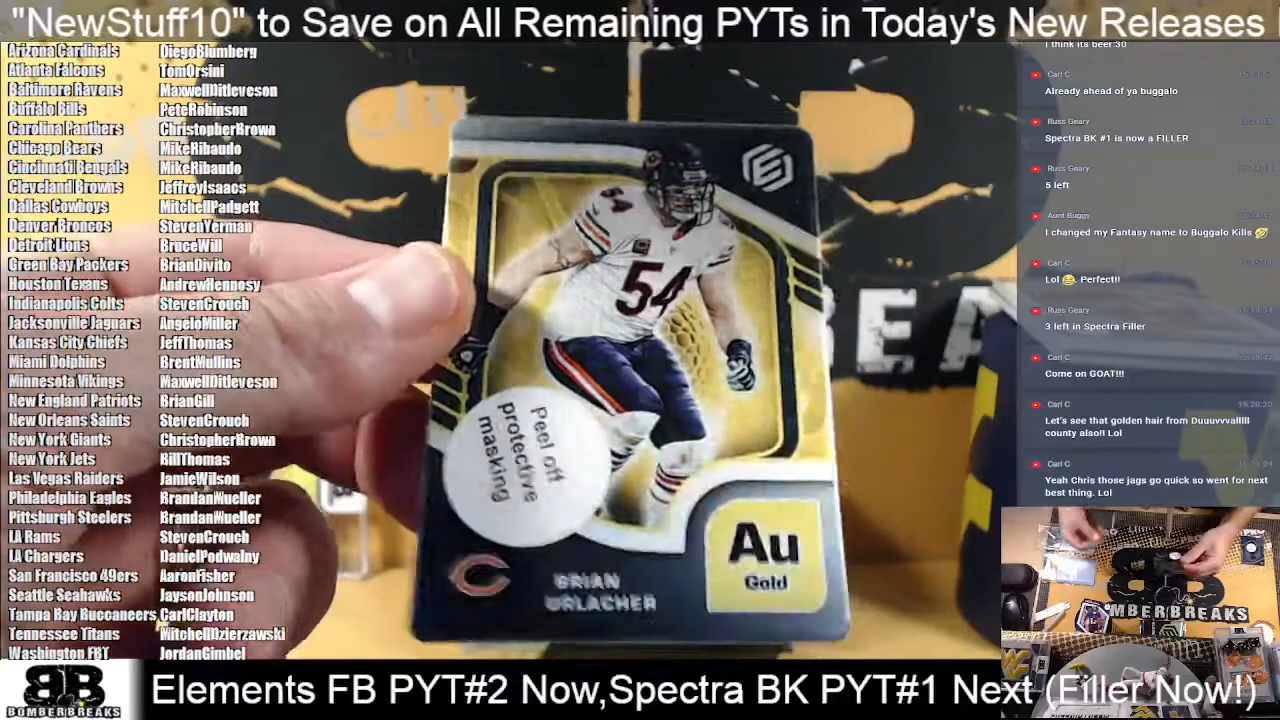 "NewStuff10" to Save on All Remaining PYTs in Today's New Releases
Arizona Cardinals DiegoBlumberg
Atlanta Falcons TomOrsini
Baltimore Ravens MaxwellDitleveson
Buffalo Bills PeteRobinson
Carolina Panthers ChristopherBrown
Chicago Bears MikeRibaudo
Cincinnati Bengals MikeRibaudo
Cleveland Browns JeffreyIsaacs
Dallas Cowboys MitchellPadgett
Denver Broncos StevenYerman
Detroit Lions BruceWill
Green Bay Packers BrianDivito
Houston Texans AndrewHennosy
Indianapolis Colts StevenCrouch
Jacksonville Jaguars AngeloMiller
Kansas City Chiefs JeffThomas
Miami Dolphins BrentMullins
Minnesota Vikings MaxwellDitleveson
New England Patriots BrianGill
New Orleans Saints StevenCrouch
New York Giants ChristopherBrown
New York Jets BillThomas
Las Vegas Raiders JamieWilson
Philadelphia Eagles BrandanMueller
Pittsburgh Steelers BrandanMueller
LA Rams StevenCrouch
LA Chargers DanielPodwalny
San Francisco 49ers AaronFisher
Seattle Seahawks JaysonJohnson
Tampa Bay Buccaneers CarlClayton
Tennessee Titans MitchellDzierzawski
Washington FBT JordanGimbel
54
54
Peel off
protective
masking
Au
Gold
BRIAN
URLACHER
BREA
I think its beer:30
Carl C
Already ahead of ya buggalo
Russ Geary
Spectra BK #1 is now a FILLER
Russ Geary
5 left
Aunt Buggy
I changed my Fantasy name to Buggalo Kills 🤣
Carl C
Lol 😂. Perfect!!
Russ Geary
3 left in Spectra Filler
Carl C
Come on GOAT!!!
Carl C 15:20:20
Let's see that golden hair from Duuuvvalllll
county also!! Lol
Carl C
Yeah Chris those jags go quick so went for next
best thing. Lol
MBERBREAKS
BB
BOMBERBREAKS
Elements FB PYT#2 Now,Spectra BK PYT#1 Next (Filler Now!)